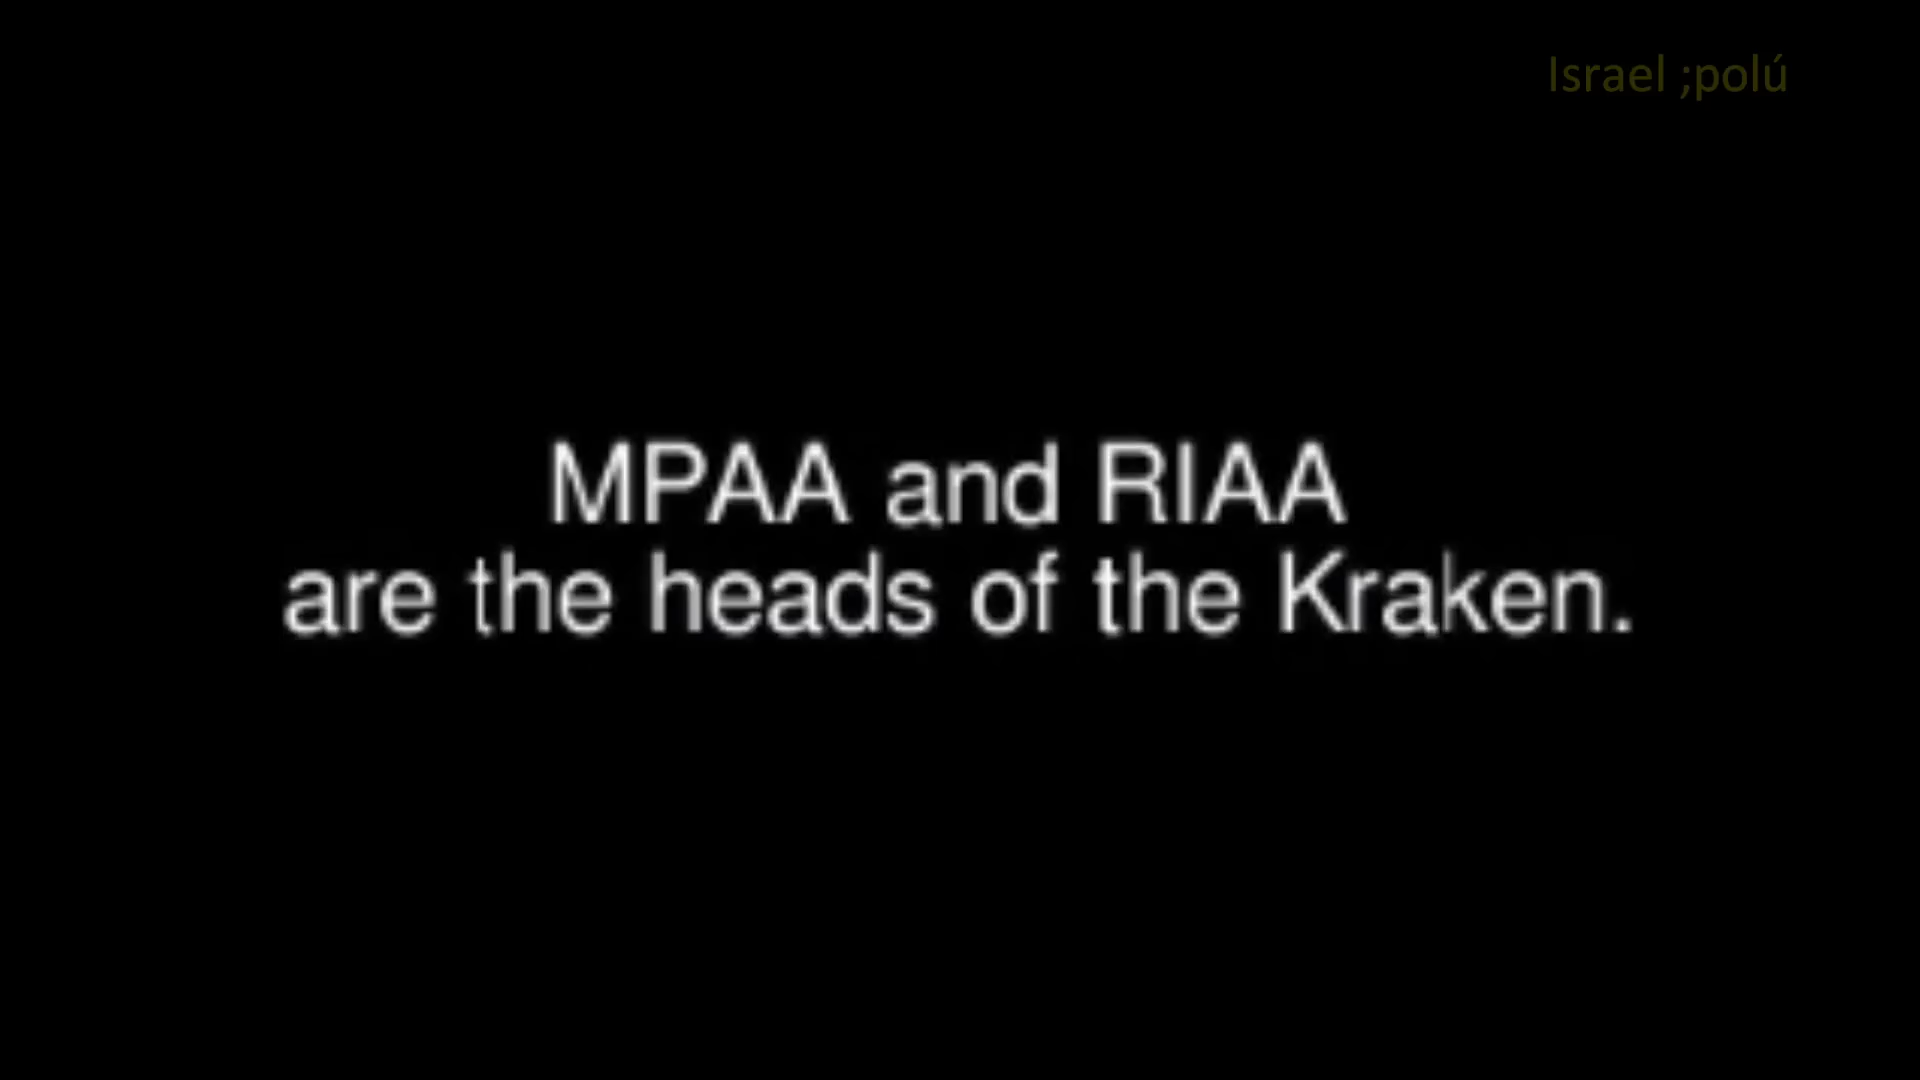 Israel ;polú
MPAA and RIAA
are the heads of the Kraken.